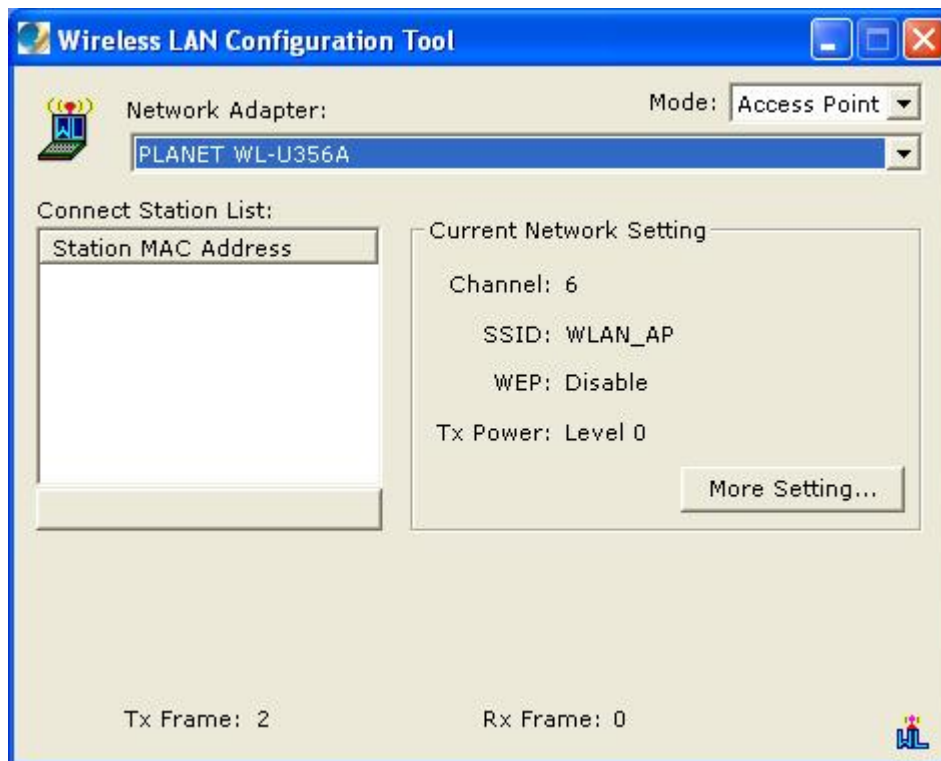 Wireless LAN Configuration Tool
Network Adapter:
Mode: Access Point
PLANET WL-U356A
Connect Station List:
Station MAC Address
Current Network Setting
Channel: 6
SSID: WLAN_AP
WEP: Disable
Tx Power: Level 0
More Setting...
Tx Frame: 2
Rx Frame: 0
WL